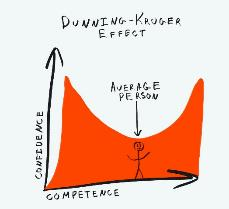 DUNNING-KRUGER
EFFECT
AVERAGE
PERSON
CONFIDENCE
COMPETENCE